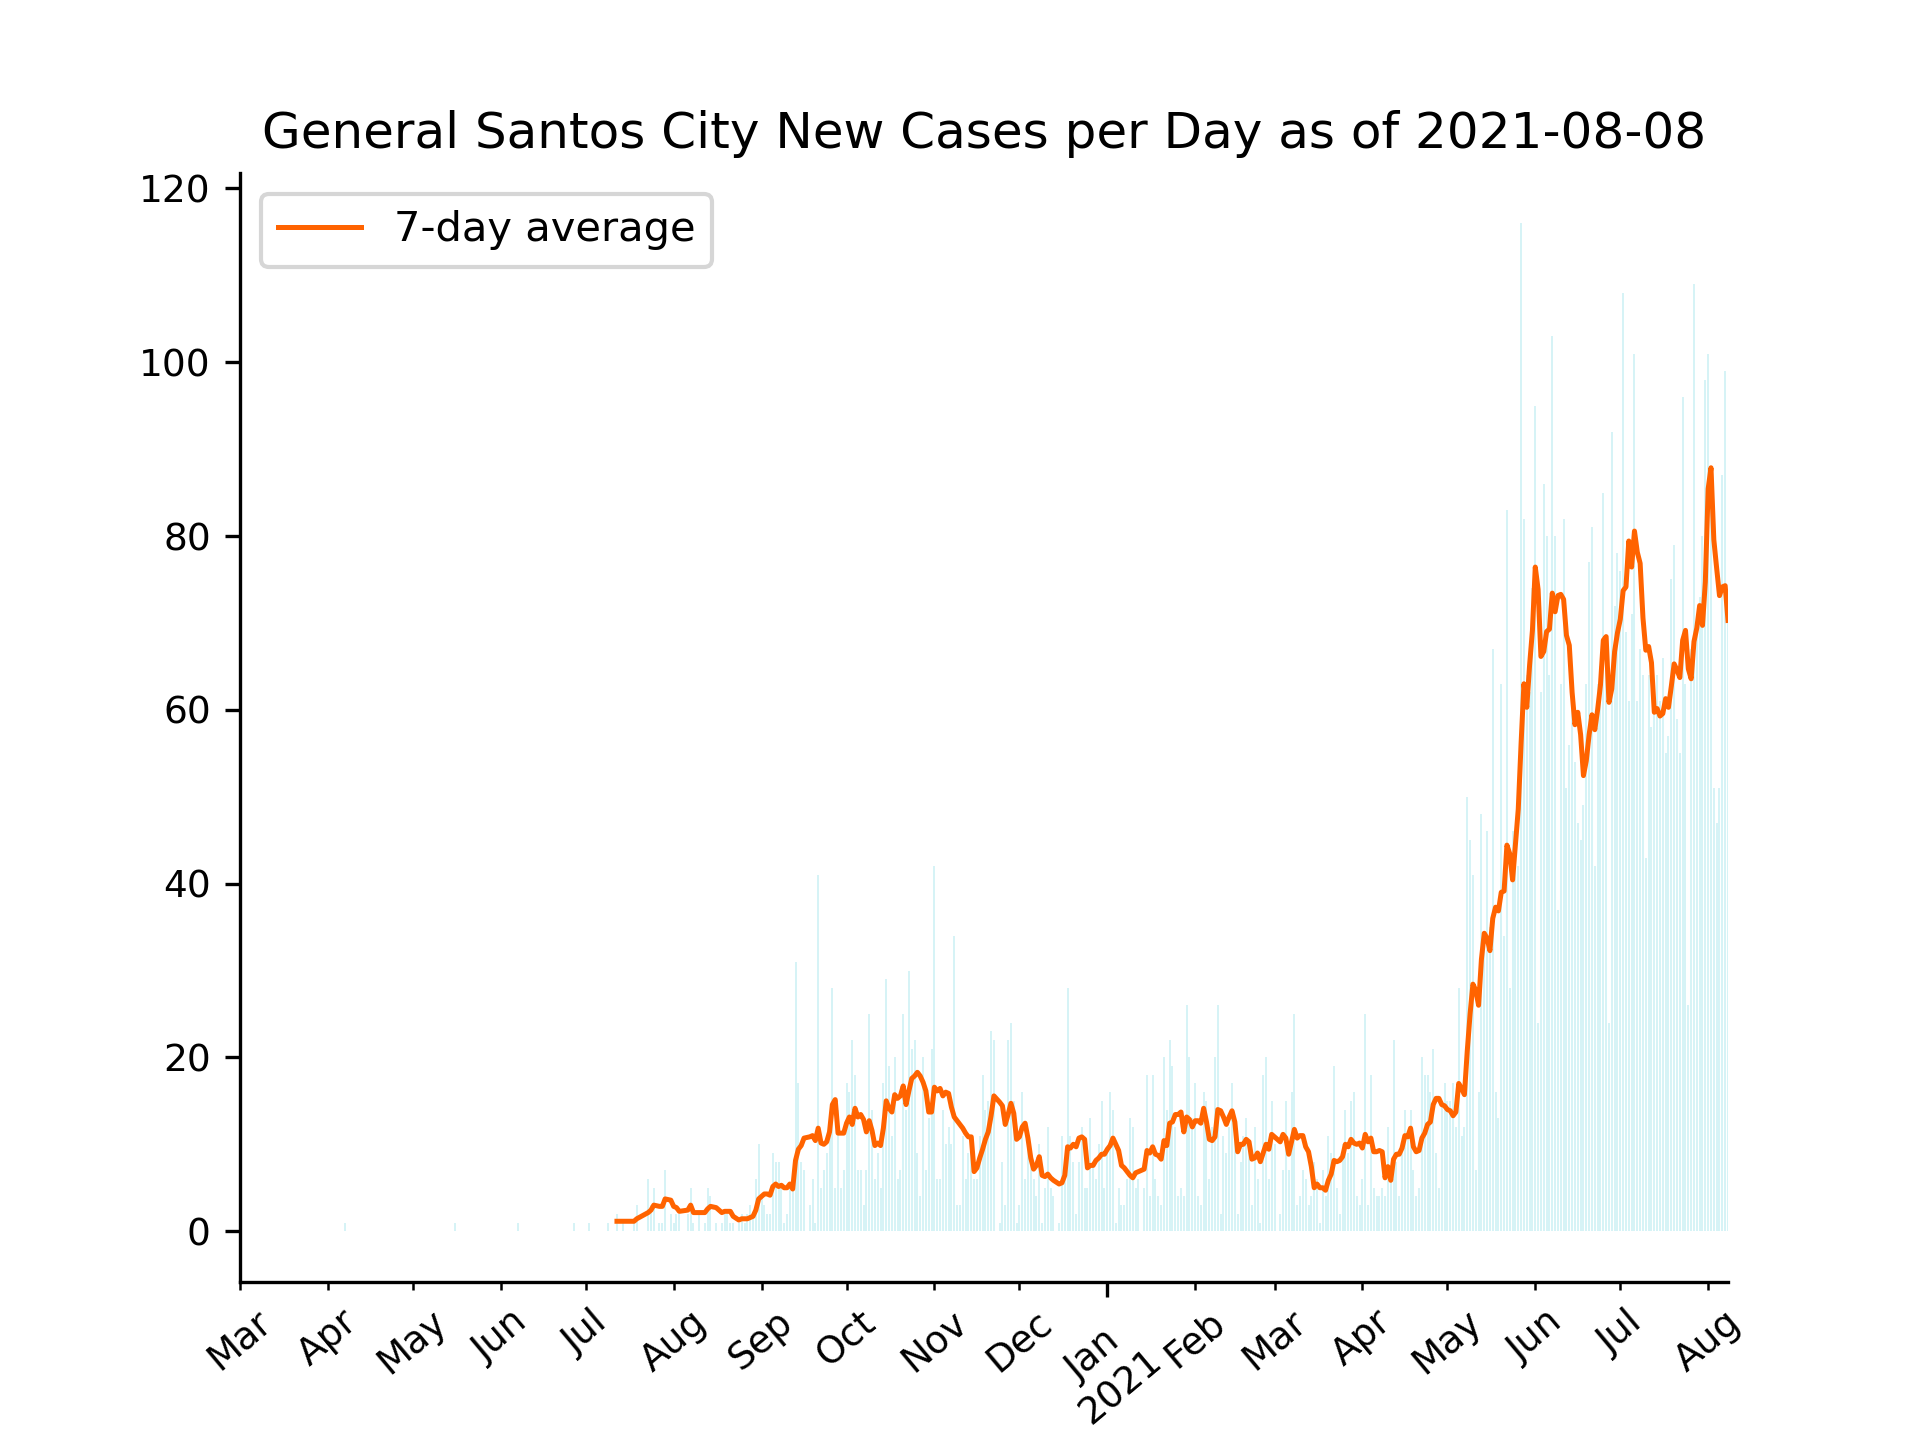 General Santos City New Cases per Day as of 2021-08-08
7-day average
120
100
80
60
40
20
0
Mar
Apr
May
Jun
Jul
Aug
Sep
Oct
Nov
Dec
Jan
2021
Feb
Mar
Apr
May
Jun
Jul
Aug